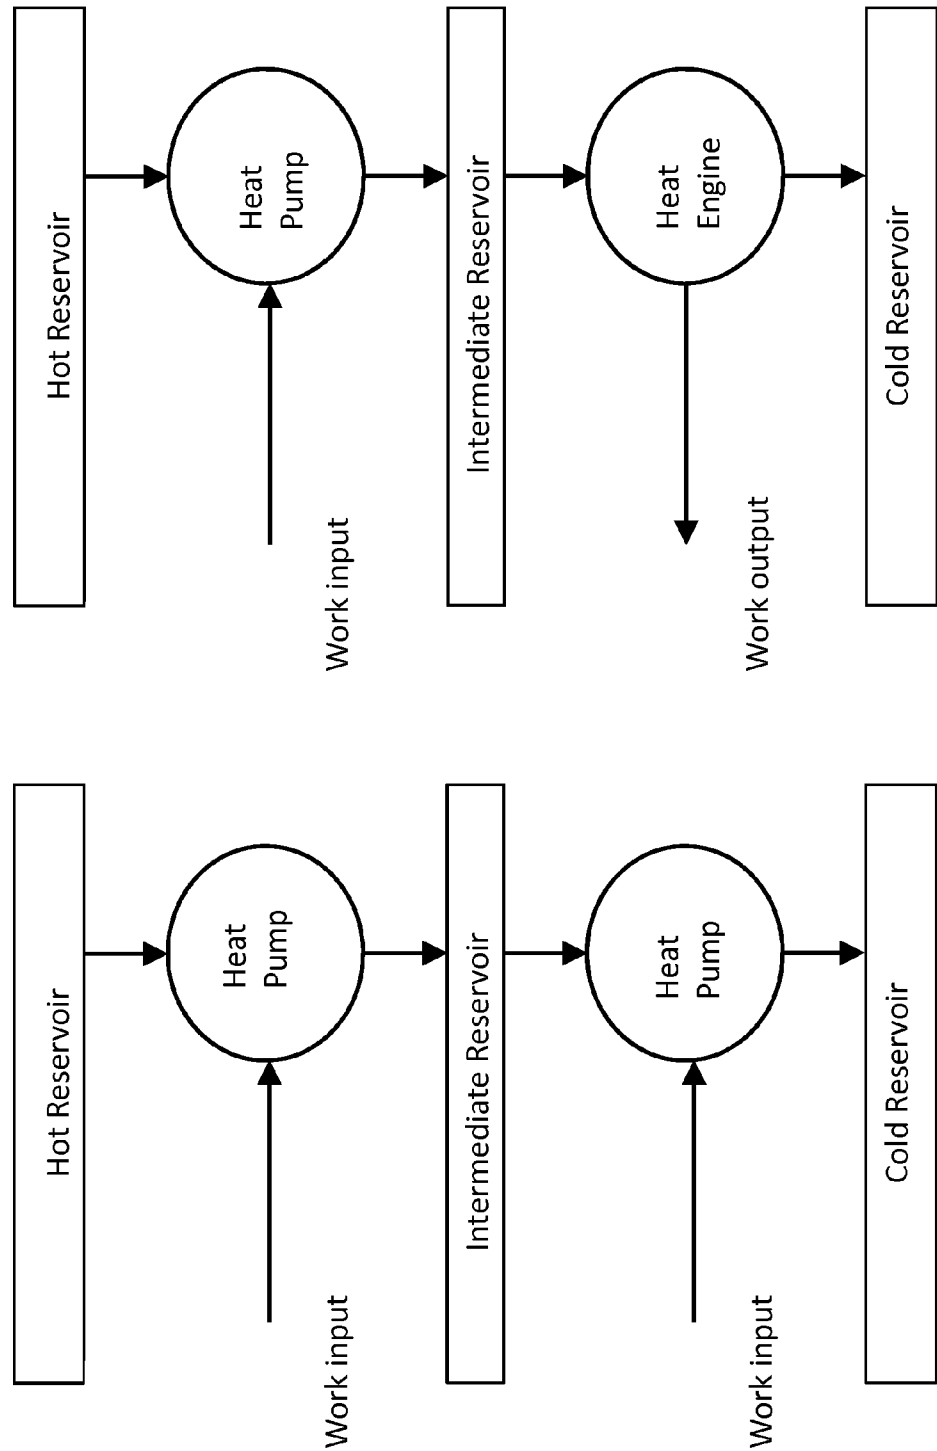 Hot Reservoir
Heat
Pump
Work input
Intermediate Reservoir
Heat
Pump
Work input
Cold Reservoir
Hot Reservoir
Heat
Pump
Work input
Intermediate Reservoir
Heat
Engine
Work output
Cold Reservoir